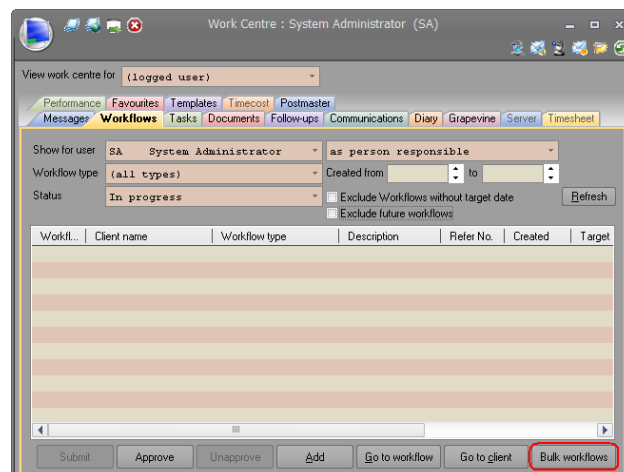 Work Centre : System Administrator (SA)
View work centre for (logged user)
Performance Favourites Templates Timecost Postmaster
Messages Workflows Tasks Documents Follow-ups Communications Diary Grapevine Server Timesheet
Show for user SA System Administrator as person responsible
Workflow type (all types) Created from to
Status In progress Exclude Workflows without target date Refresh
Exclude future workflows
Workfl... Client name Workflow type Description Refer No. Created Target
Submit Approve Unapprove Add Go to workflow Go to client Bulk workflows